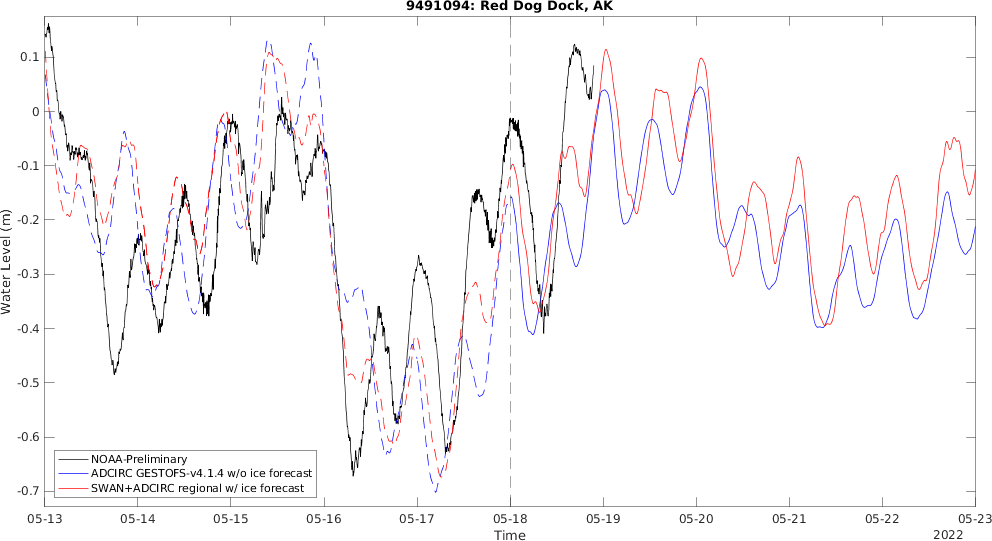 9491094: Red Dog Dock, AK
Water Level (m)
0.1
0
-0.1
-0.2
-0.3
-0.4
-0.5
-0.6
-0.7
NOAA-Preliminary
ADCIRC GESTOFS-v4.1.4 w/o ice forecast
SWAN+ADCIRC regional w/ ice forecast
05-13 05-14 05-15 05-16 05-17 05-18 05-19 05-20 05-21 05-22 05-23
Time
2022